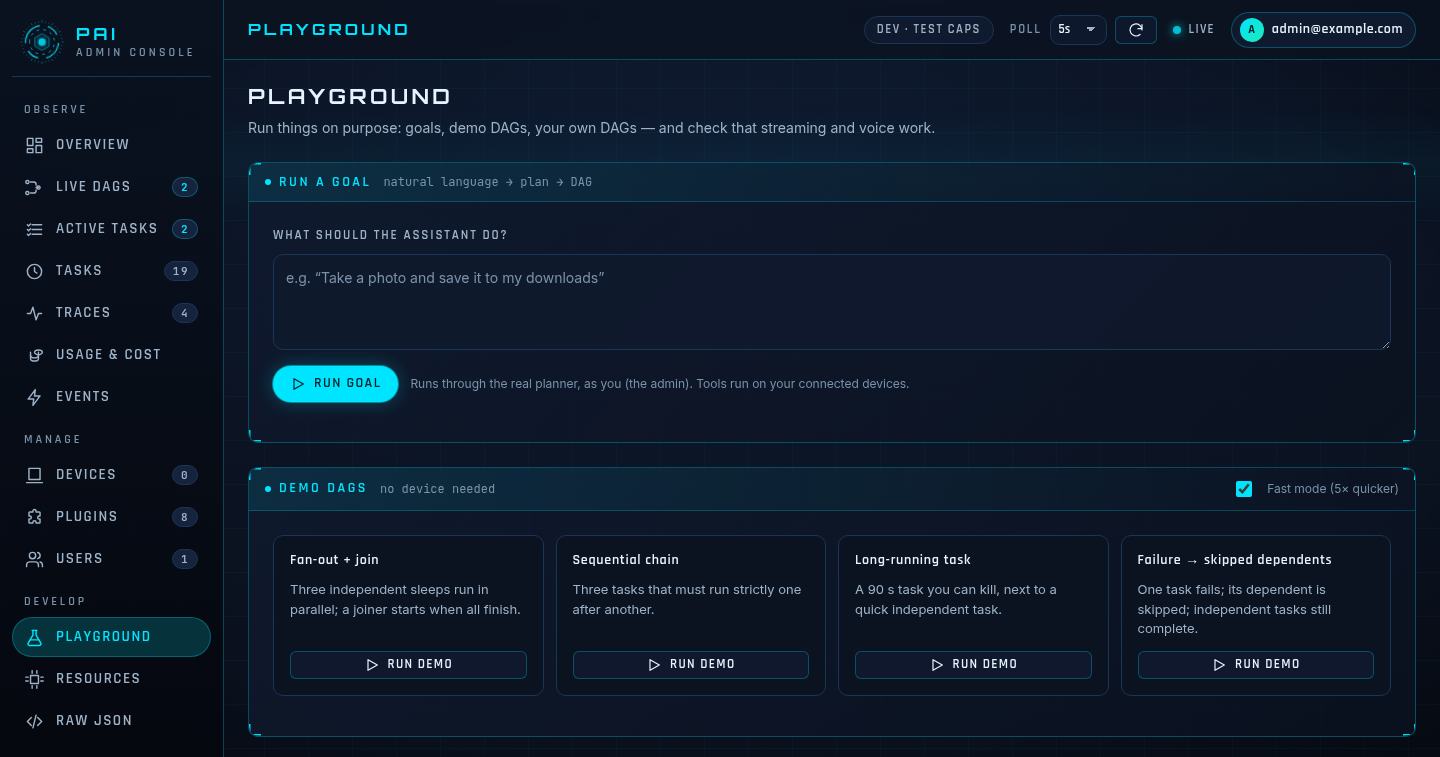 PAI
ADMIN CONSOLE
OBSERVE
OVERVIEW
LIVE DAGS 2
ACTIVE TASKS 2
TASKS 19
TRACES 4
USAGE & COST
EVENTS
MANAGE
DEVICES 0
PLUGINS 8
USERS 1
DEVELOP
PLAYGROUND
RESOURCES
RAW JSON
PLAYGROUND
DEV · TEST CAPS POLL 5s LIVE A admin@example.com
PLAYGROUND
Run things on purpose: goals, demo DAGs, your own DAGs — and check that streaming and voice work.
RUN A GOAL natural language → plan → DAG
WHAT SHOULD THE ASSISTANT DO?
e.g. “Take a photo and save it to my downloads”
RUN GOAL Runs through the real planner, as you (the admin). Tools run on your connected devices.
DEMO DAGS no device needed Fast mode (5× quicker)
Fan-out + join
Three independent sleeps run in
parallel; a joiner starts when all finish.
RUN DEMO
Sequential chain
Three tasks that must run strictly one
after another.
RUN DEMO
Long-running task
A 90 s task you can kill, next to a
quick independent task.
RUN DEMO
Failure → skipped dependents
One task fails; its dependent is
skipped; independent tasks still
complete.
RUN DEMO